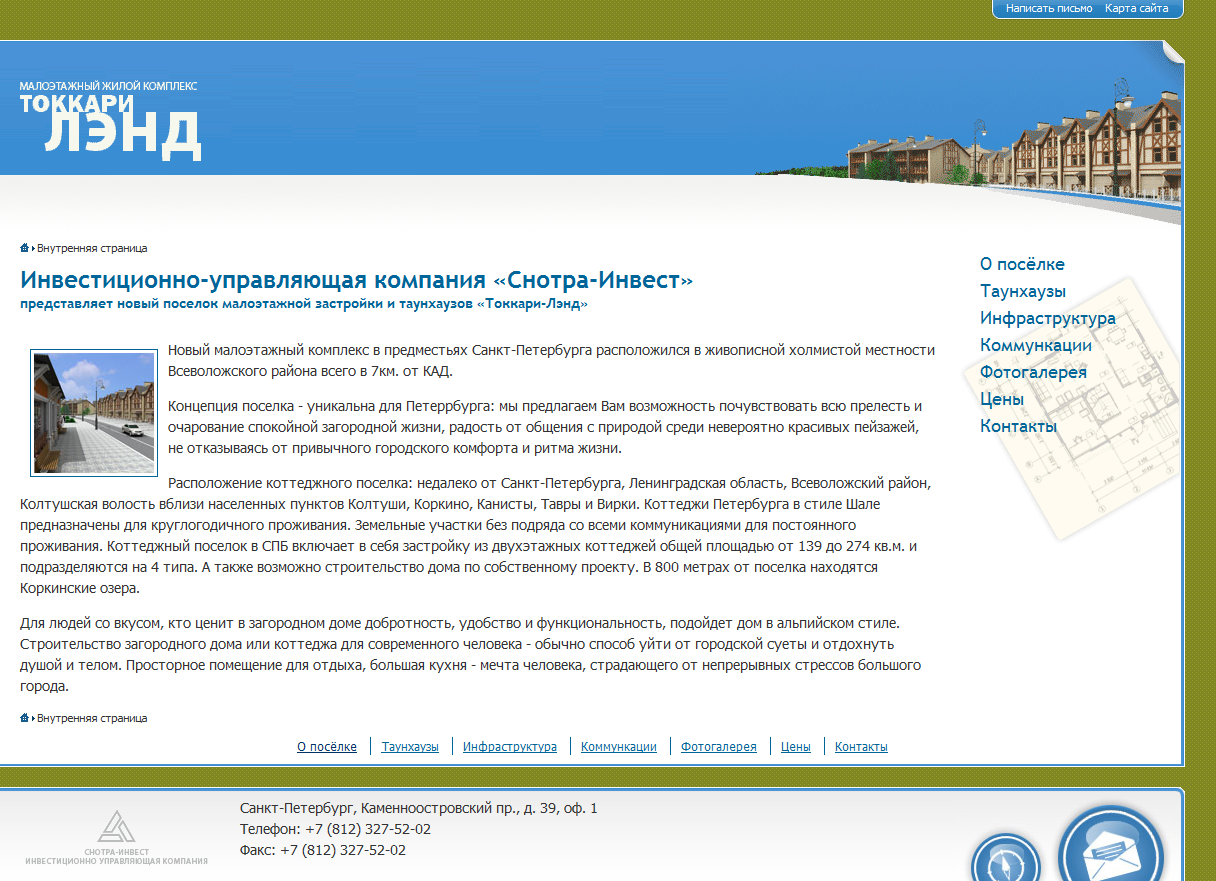 Написать письмо Карта сайта
МАЛОЭТАЖНЫЙ ЖИЛОЙ КОМПЛЕКС
ТОККАРИ
ЛЭНД
Внутренняя страница
Инвестиционно-управляющая компания «Снотра-Инвест»
представляет новый поселок малоэтажной застройки и таунхаузов «Токкари-Лэнд»
О посёлке
Таунхаузы
Инфраструктура
Коммункации
Фотогалерея
Цены
Контакты
Новый малоэтажный комплекс в предместьях Санкт-Петербурга расположился в живописной холмистой местности
Всеволожского района всего в 7км. от КАД.
Концепция поселка - уникальна для Петеррбурга: мы предлагаем Вам возможность почувствовать всю прелесть и
очарование спокойной загородной жизни, радость от общения с природой среди невероятно красивых пейзажей,
не отказываясь от привычного городского комфорта и ритма жизни.
Расположение коттеджного поселка: недалеко от Санкт-Петербурга, Ленинградская область, Всеволожский район,
Колтушская волость вблизи населенных пунктов Колтуши, Коркино, Канисты, Тавры и Вирки. Коттеджи Петербурга в стиле Шале
предназначены для круглогодичного проживания. Земельные участки без подряда со всеми коммуникациями для постоянного
проживания. Коттеджный поселок в СПБ включает в себя застройку из двухэтажных коттеджей общей площадью от 139 до 274 кв.м. и
подразделяются на 4 типа. А также возможно строительство дома по собственному проекту. В 800 метрах от поселка находятся
Коркинские озера.
Для людей со вкусом, кто ценит в загородном доме добротность, удобство и функциональность, подойдет дом в альпийском стиле.
Строительство загородного дома или коттеджа для современного человека - обычно способ уйти от городской суеты и отдохнуть
душой и телом. Просторное помещение для отдыха, большая кухня - мечта человека, страдающего от непрерывных стрессов большого
города.
Внутренняя страница
О посёлке Таунхаузы Инфраструктура Коммункации Фотогалерея Цены Контакты
Санкт-Петербург, Каменноостровский пр., д. 39, оф. 1
Телефон: +7 (812) 327-52-02
Факс: +7 (812) 327-52-02
СНОТРА-ИНВЕСТ
ИНВЕСТИЦИОННО УПРАВЛЯЮЩАЯ КОМПАНИЯ